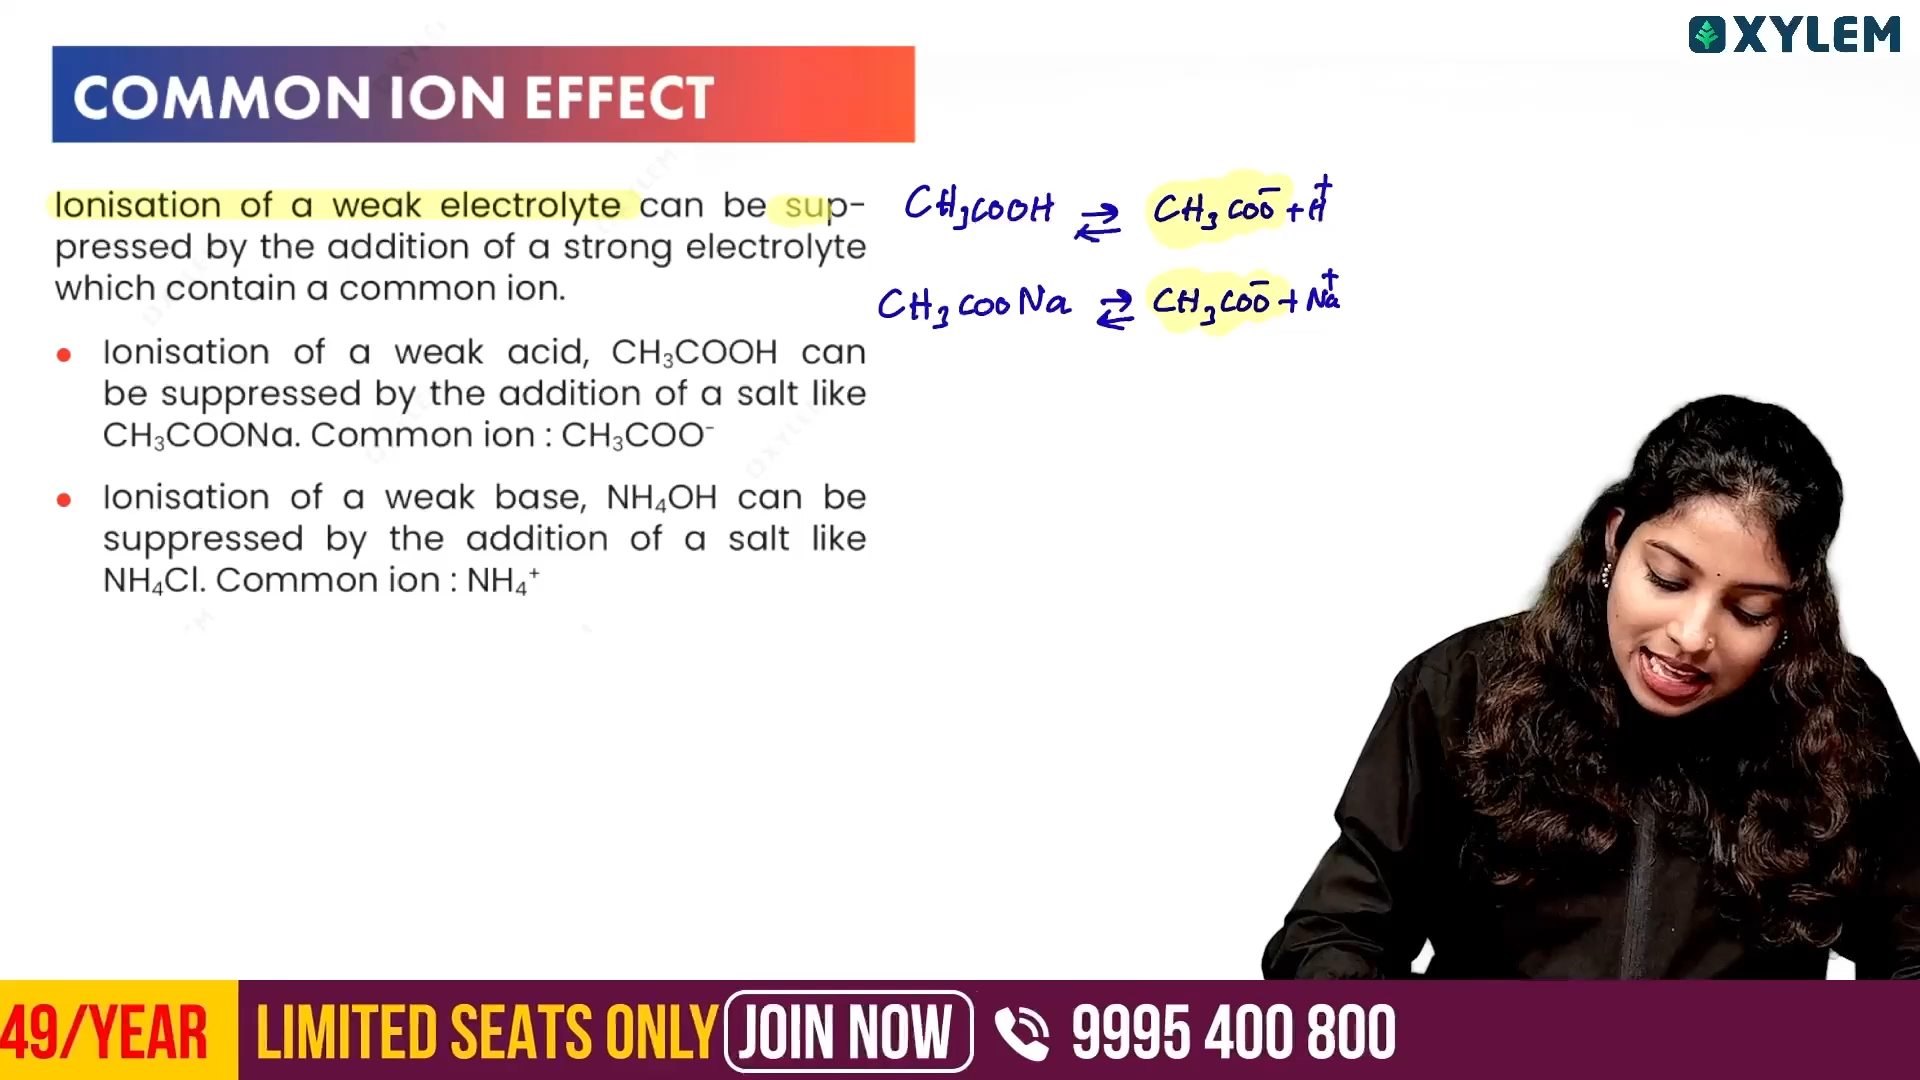 XYLEM
COMMON ION EFFECT
Ionisation of a weak electrolyte can be sup-
pressed by the addition of a strong electrolyte
which contain a common ion.
• Ionisation of a weak acid, CH₃COOH can
be suppressed by the addition of a salt like
CH₃COONa. Common ion : CH₃COO⁻
• Ionisation of a weak base, NH₄OH can be
suppressed by the addition of a salt like
NH₄Cl. Common ion : NH₄⁺
CH₃COOH ⇌ CH₃COO⁻ + H⁺
CH₃COONa ⇌ CH₃COO⁻ + Na⁺
49/YEAR LIMITED SEATS ONLY JOIN NOW 9995 400 800